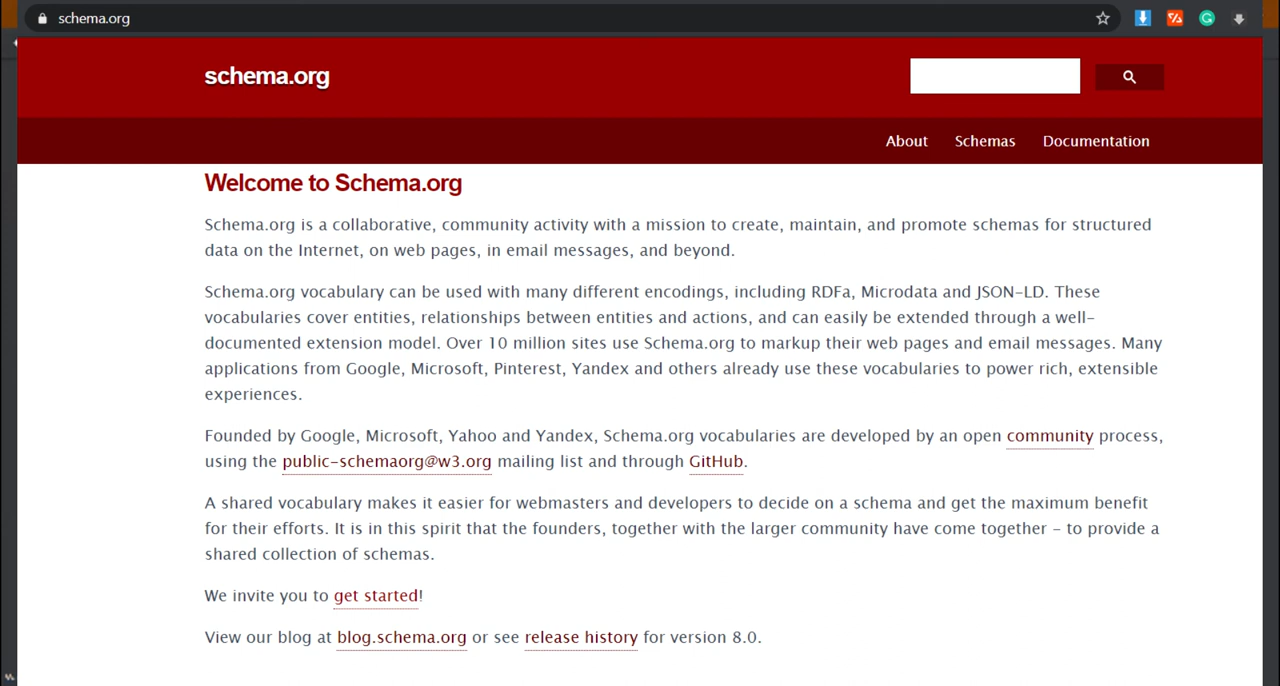 schema.org
schema.org
About Schemas Documentation
Welcome to Schema.org
Schema.org is a collaborative, community activity with a mission to create, maintain, and promote schemas for structured
data on the Internet, on web pages, in email messages, and beyond.
Schema.org vocabulary can be used with many different encodings, including RDFa, Microdata and JSON-LD. These
vocabularies cover entities, relationships between entities and actions, and can easily be extended through a well-
documented extension model. Over 10 million sites use Schema.org to markup their web pages and email messages. Many
applications from Google, Microsoft, Pinterest, Yandex and others already use these vocabularies to power rich, extensible
experiences.
Founded by Google, Microsoft, Yahoo and Yandex, Schema.org vocabularies are developed by an open community process,
using the public-schemaorg@w3.org mailing list and through GitHub.
A shared vocabulary makes it easier for webmasters and developers to decide on a schema and get the maximum benefit
for their efforts. It is in this spirit that the founders, together with the larger community have come together - to provide a
shared collection of schemas.
We invite you to get started!
View our blog at blog.schema.org or see release history for version 8.0.